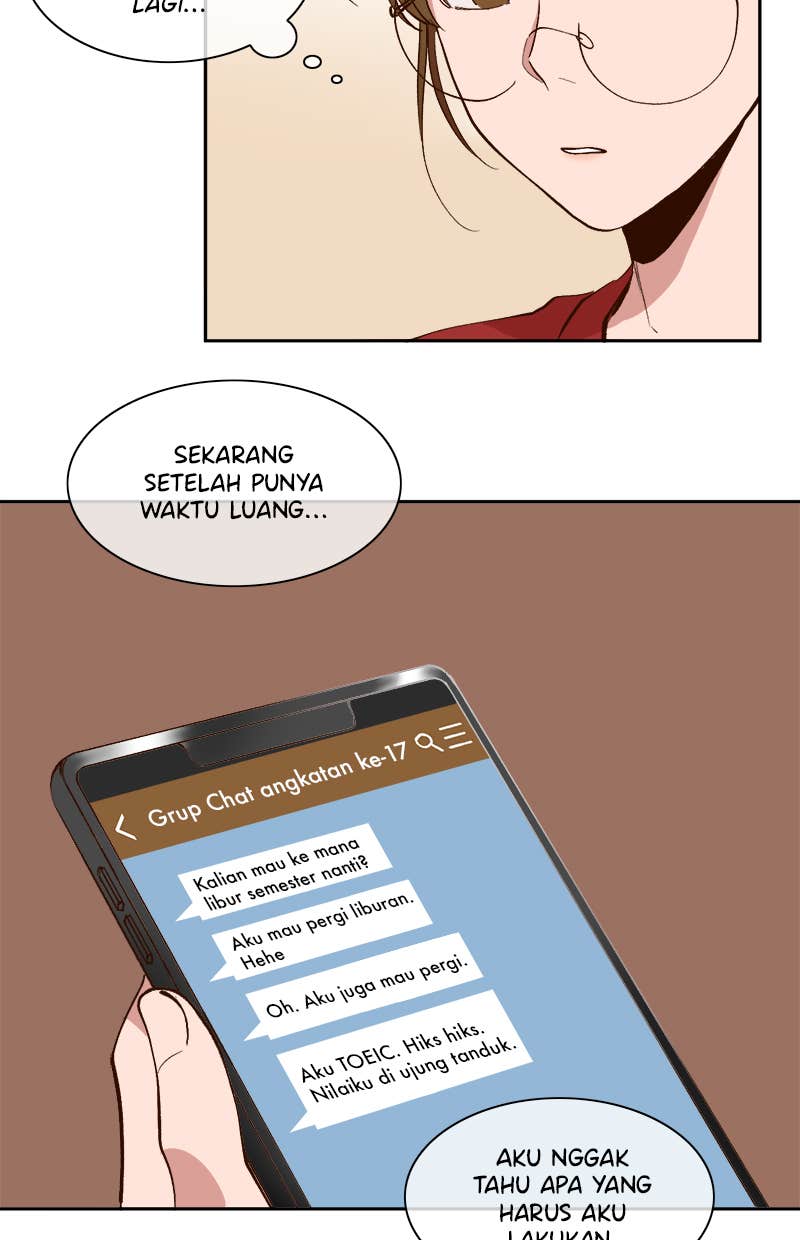 LAGI...
SEKARANG
SETELAH PUNYA
WAKTU LUANG...
Grup Chat angkatan ke-17
Kalian mau ke mana
libur semester nanti?
Aku mau pergi liburan.
Hehe
Oh. Aku juga mau pergi.
Aku TOEIC. Hiks hiks.
Nilaiku di ujung tanduk.
AKU NGGAK
TAHU APA YANG
HARUS AKU
LAKUKAN